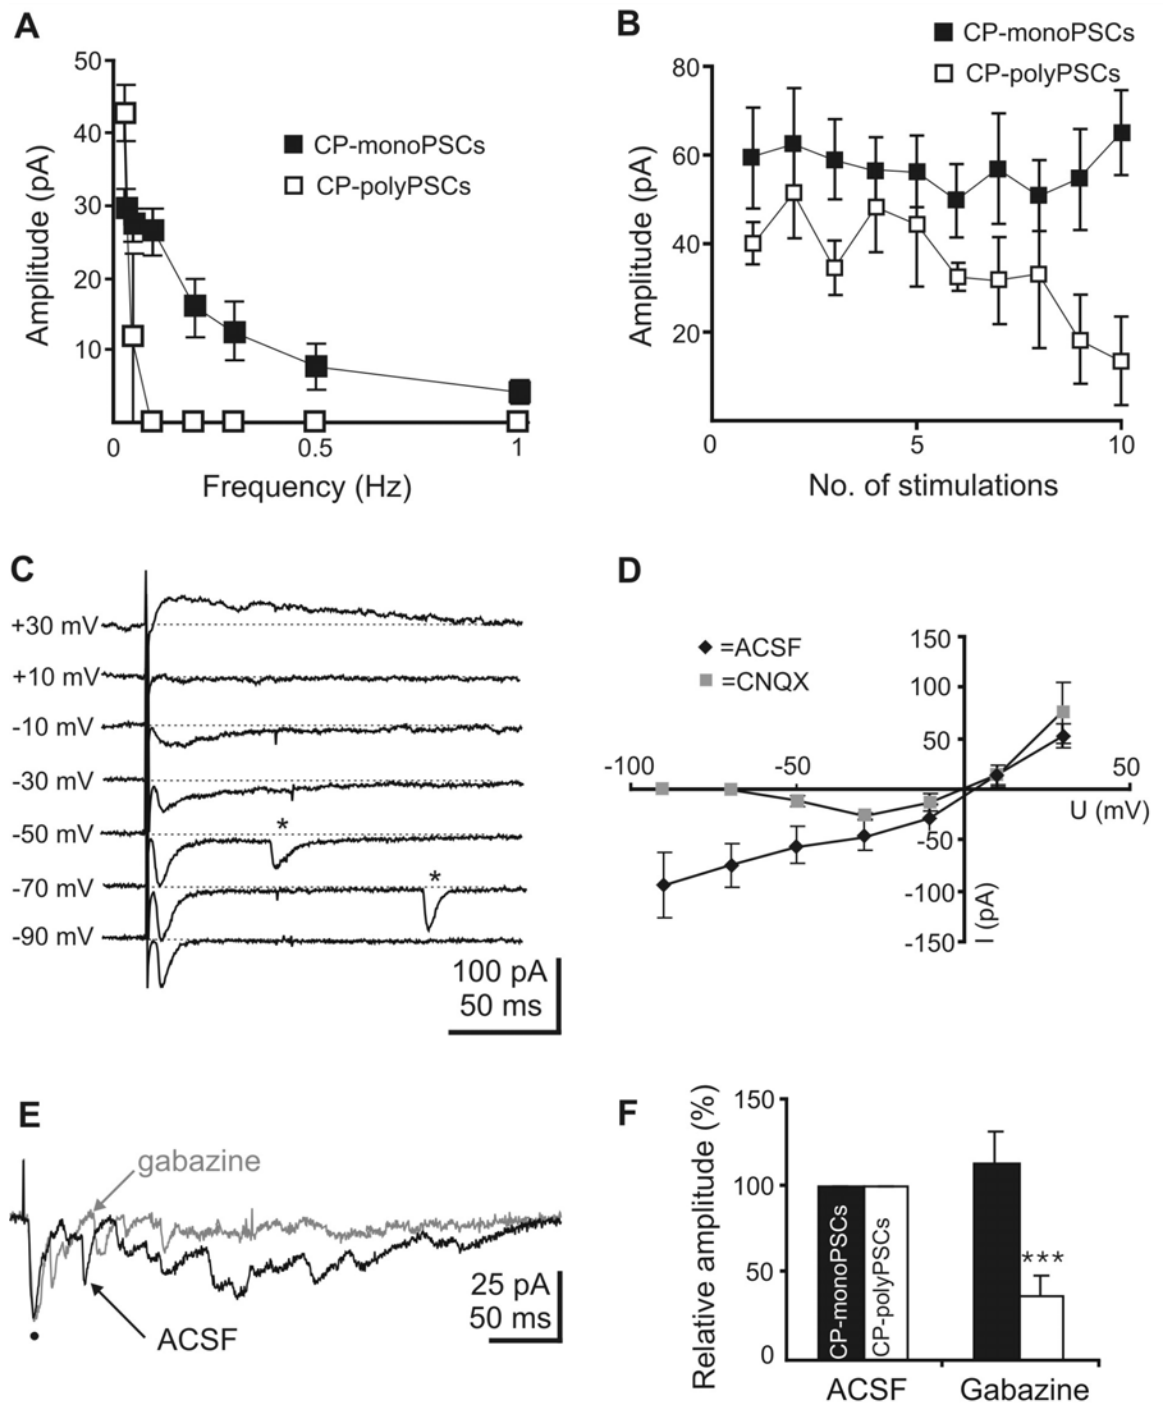 A
50
40
30
20
10
0
0.5
1
Amplitude (pA)
Frequency (Hz)
CP-monoPSCs
CP-polyPSCs
B
CP-monoPSCs
CP-polyPSCs
80
60
40
20
0
5
10
Amplitude (pA)
No. of stimulations
C
+30 mV
+10 mV
-10 mV
-30 mV
-50 mV
*
-70 mV
*
-90 mV
100 pA
50 ms
D
=ACSF
=CNQX
150
100
50
-100
-50
50
U (mV)
-50
-100
-150
I (pA)
E
gabazine
ACSF
25 pA
50 ms
F
Relative amplitude (%)
150
100
50
0
CP-monoPSCs
CP-polyPSCs
***
ACSF
Gabazine